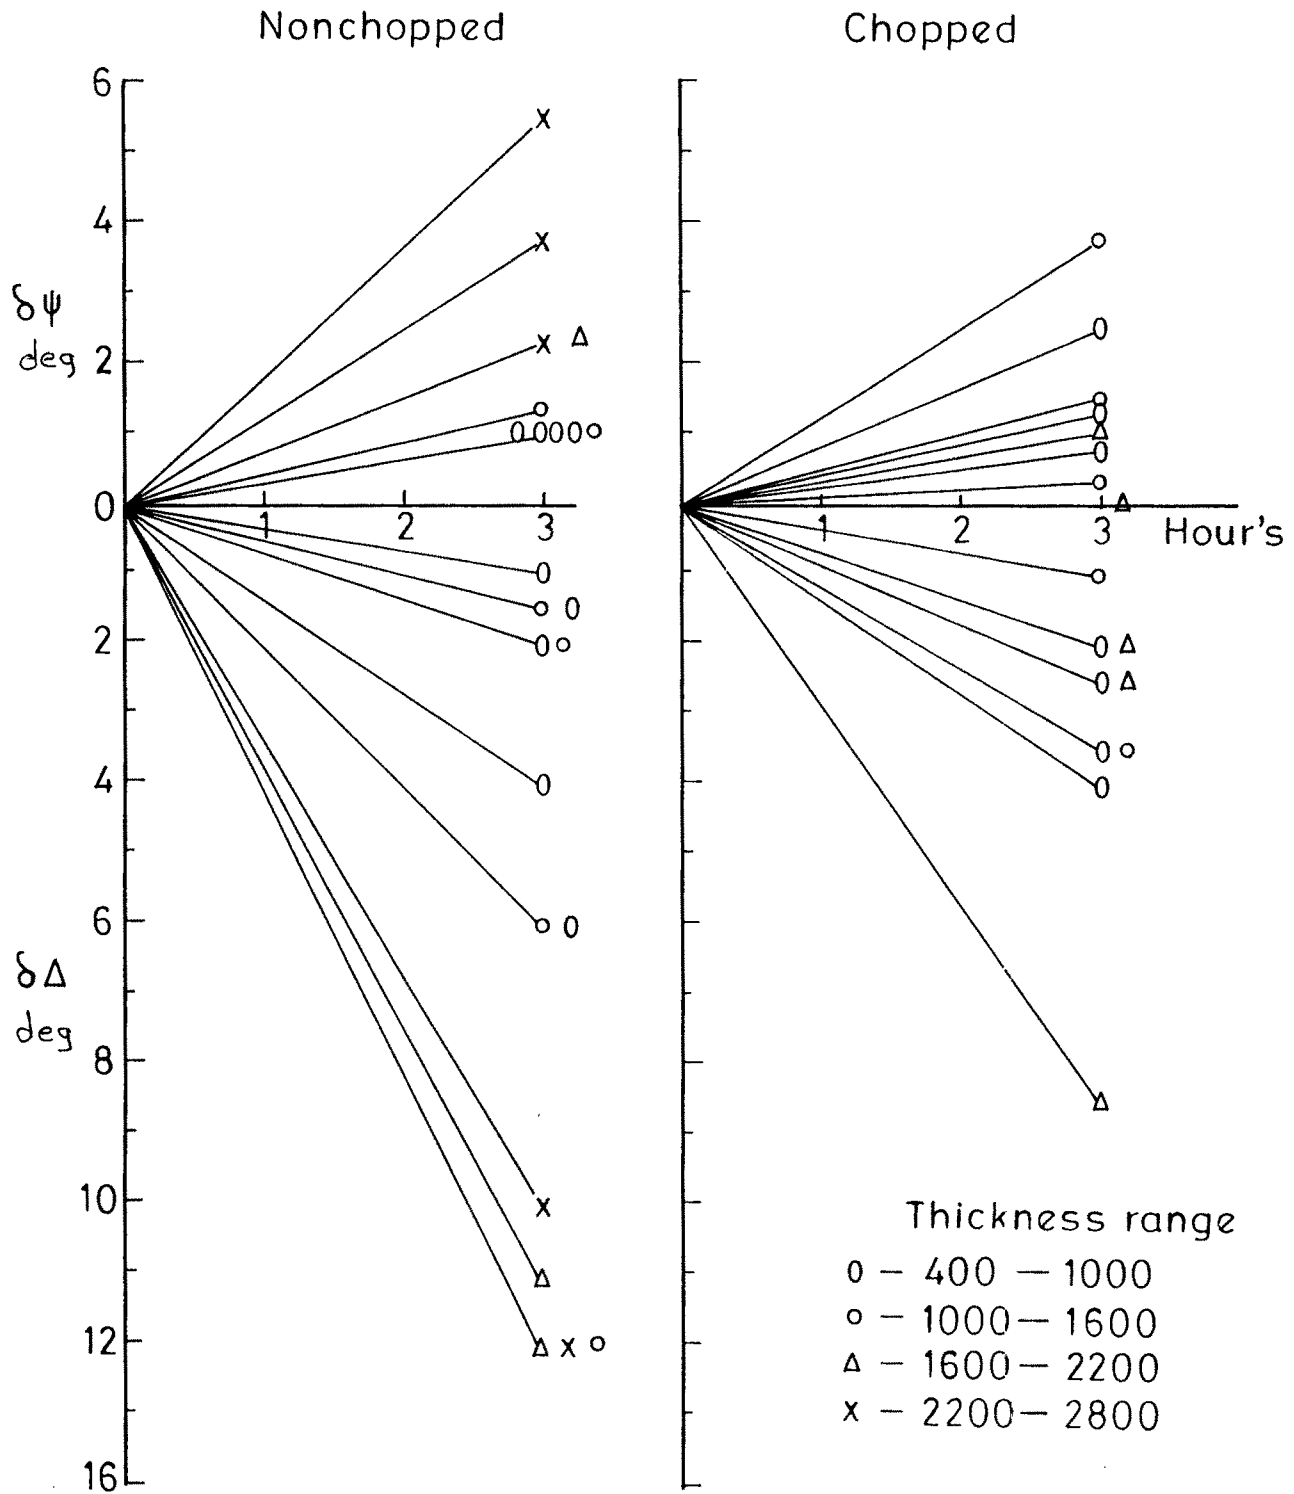 Nonchopped
Chopped
6
4
δψ
deg
2
0
1
2
3
1
2
3
Hour's
2
4
6
δΔ
deg
8
10
12
16
Thickness range
0 – 400 – 1000
o – 1000 – 1600
Δ – 1600 – 2200
x – 2200 – 2800